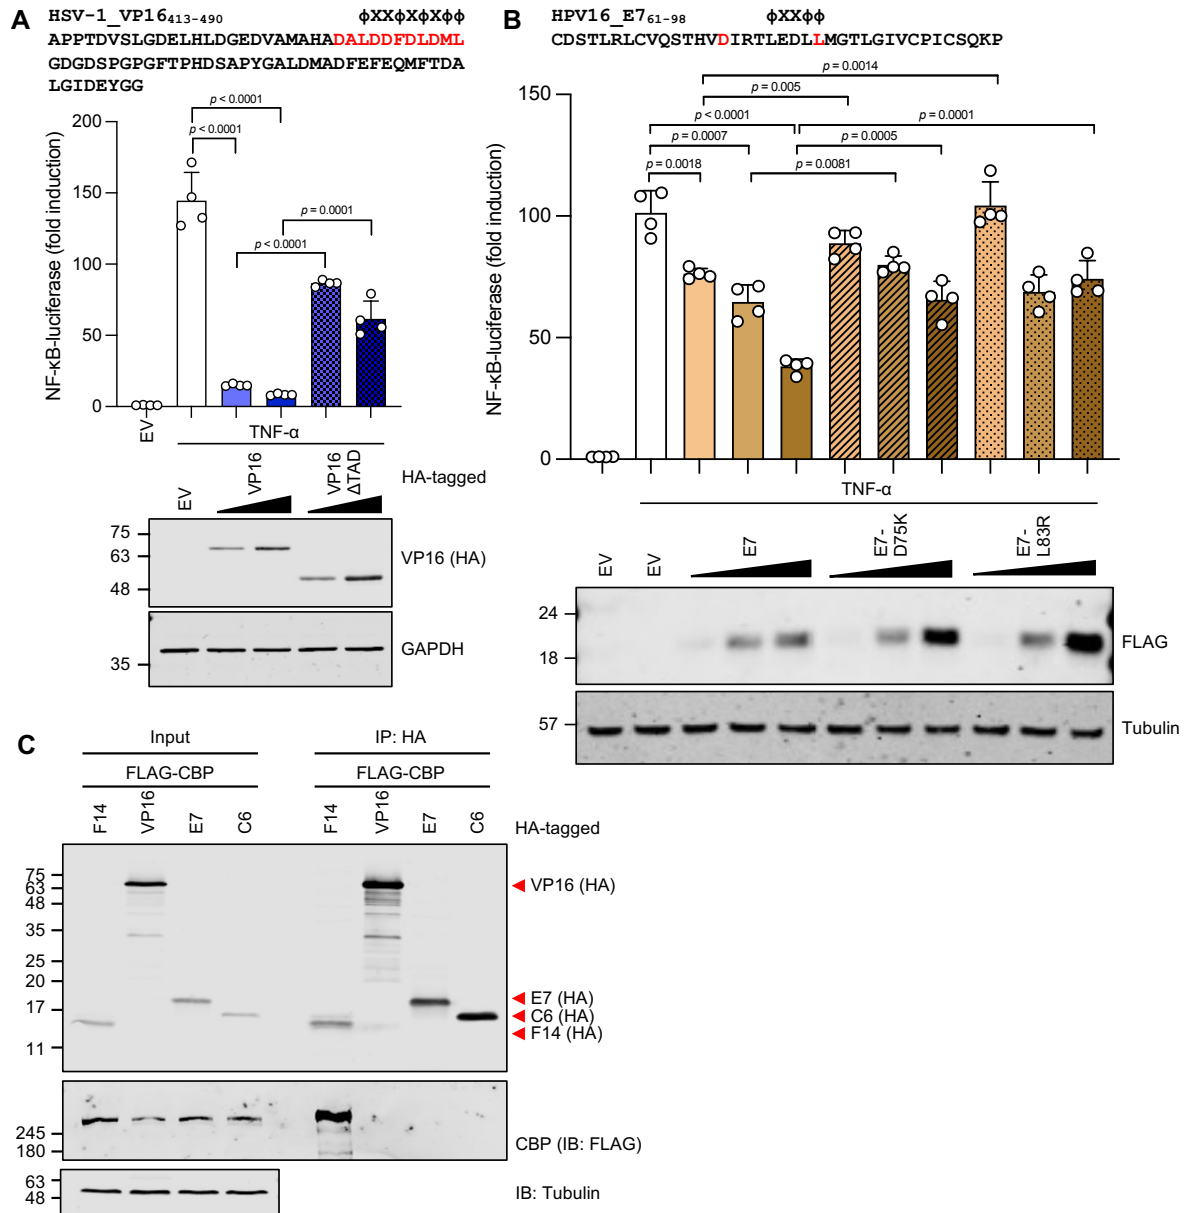 A
HSV-1_VP16413-490 ϕXXϕXϕXϕϕ
APPTDVSLGDELHLDGEDVAMAHADALDDFDLDML
GDGDSPGPGFTPHDSAPYGALDMADFEFEQMFTDA
LGIDEYGG
NF-κB-luciferase (fold induction)
200
150
100
50
0
p < 0.0001
p < 0.0001
p = 0.0001
p < 0.0001
EV
TNF-α
EV
VP16
VP16 ΔTAD
HA-tagged
75
63
48
VP16 (HA)
35
GAPDH
B
HPV16_E761-98 ϕXXϕϕ
CDSTLRLCVQSTHVDIRTLEDLLMGTLGIVCPICSQKP
NF-κB-luciferase (fold induction)
150
100
50
0
p = 0.0014
p = 0.005
p < 0.0001
p = 0.0001
p = 0.0007
p = 0.0005
p = 0.0018
p = 0.0081
TNF-α
EV
EV
E7
E7-D75K
E7-L83R
24
18
FLAG
57
Tubulin
C
Input
IP: HA
FLAG-CBP
FLAG-CBP
F14
VP16
E7
C6
F14
VP16
E7
C6
HA-tagged
75
63
48
35
25
20
17
11
VP16 (HA)
E7 (HA)
C6 (HA)
F14 (HA)
245
180
CBP (IB: FLAG)
63
48
IB: Tubulin